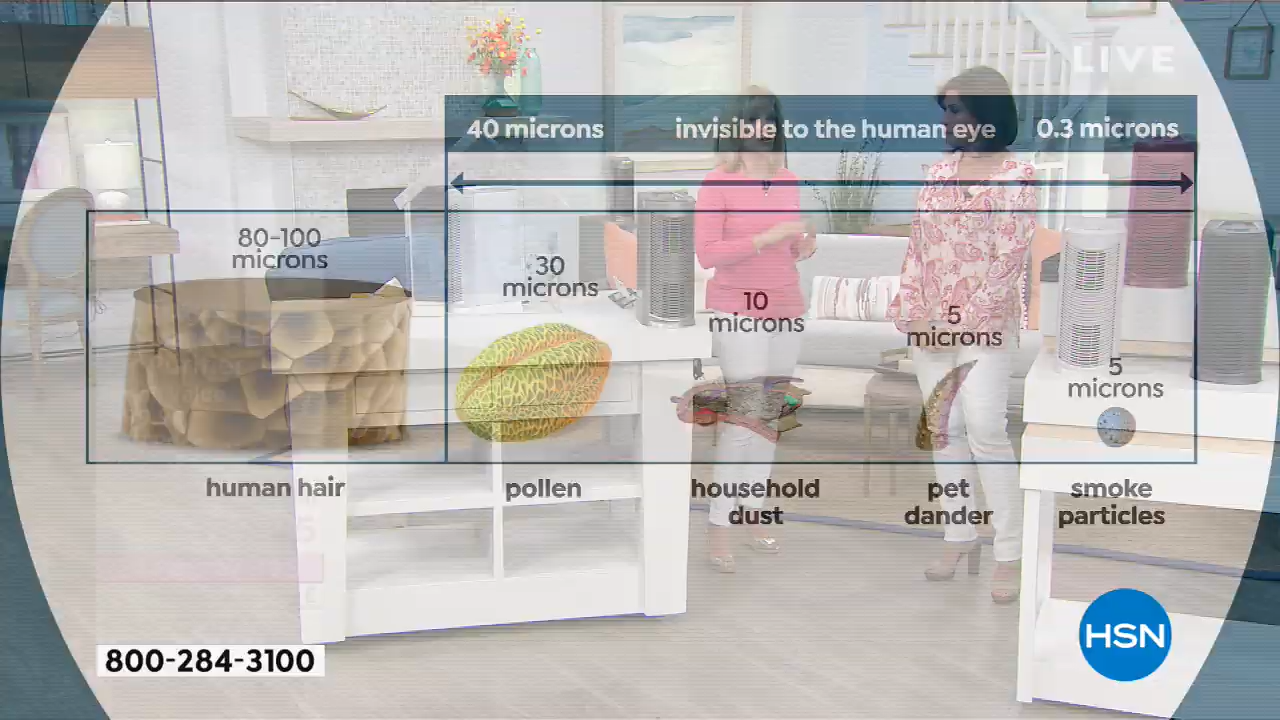 LIVE
40 microns
invisible to the human eye
0.3 microns
80-100
microns
30
microns
10
microns
5
microns
5
microns
human hair
pollen
household
dust
pet
dander
smoke
particles
HSN
800-284-3100